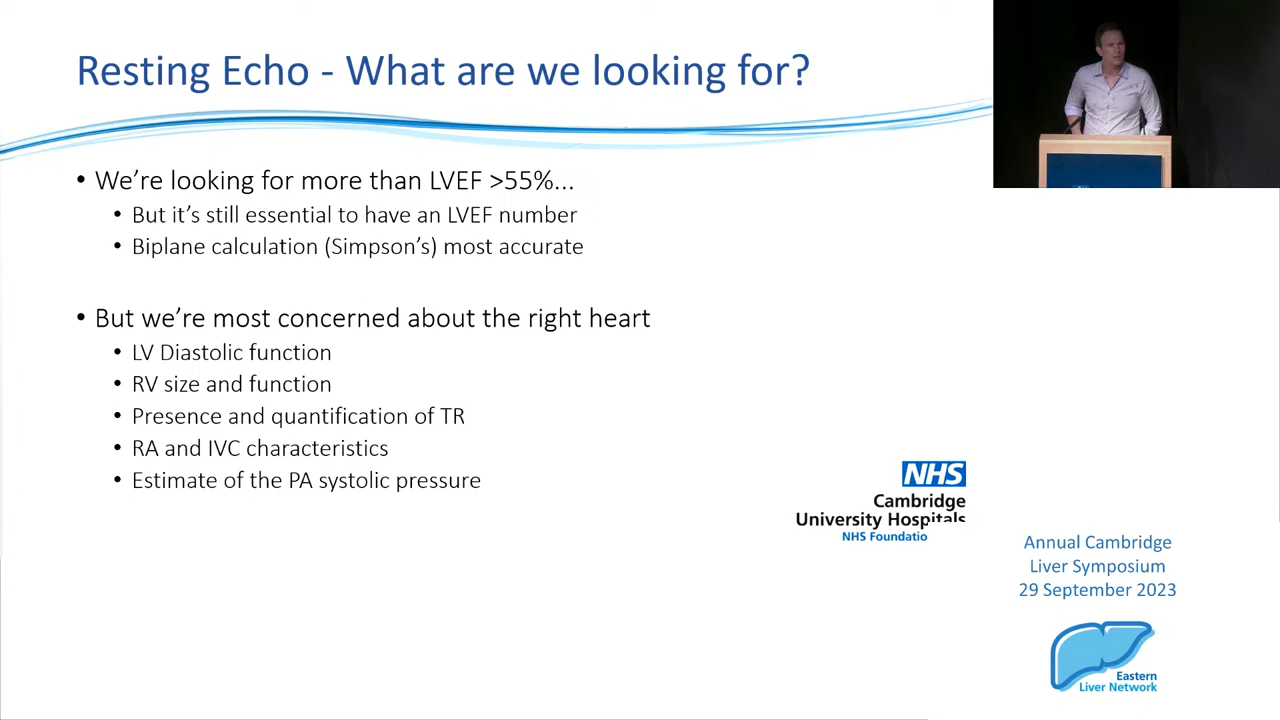 Resting Echo - What are we looking for?
• We're looking for more than LVEF >55%...
• But it's still essential to have an LVEF number
• Biplane calculation (Simpson's) most accurate
• But we're most concerned about the right heart
• LV Diastolic function
• RV size and function
• Presence and quantification of TR
• RA and IVC characteristics
• Estimate of the PA systolic pressure
NHS
Cambridge
University Hospitals
NHS Foundatio
Annual Cambridge
Liver Symposium
29 September 2023
Eastern
Liver Network